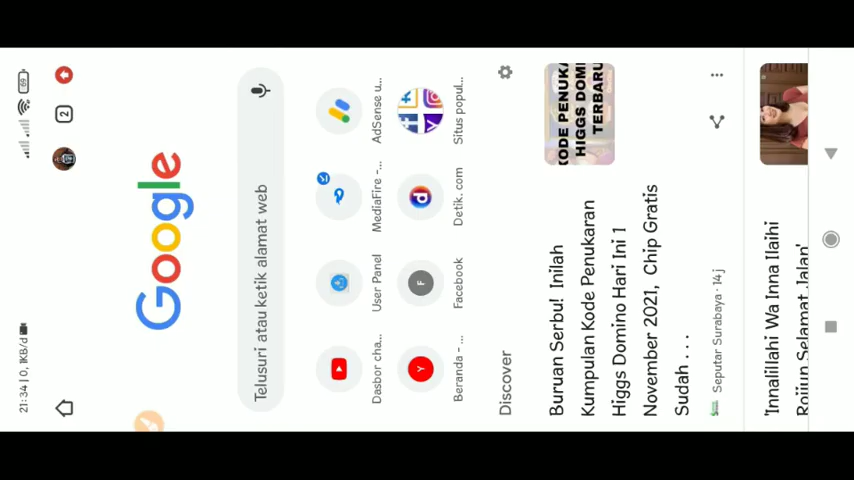 21:34 | 0, 1KB/d
69
2
Google
Telusuri atau ketik alamat web
Dasbor cha...
User Panel
MediaFire -...
AdSense u...
Beranda - ...
Facebook
Detik. com
Situs popul...
F
Discover
KODE PENUKA
HIGGS DOMI
TERBARU
Buruan Serbu! Inilah
Kumpulan Kode Penukaran
Higgs Domino Hari Ini 1
November 2021, Chip Gratis
Sudah . . .
Seputar Surabaya · 14 j
'Innalillahi Wa Inna Ilaihi
Rojiun Selamat Jalan'